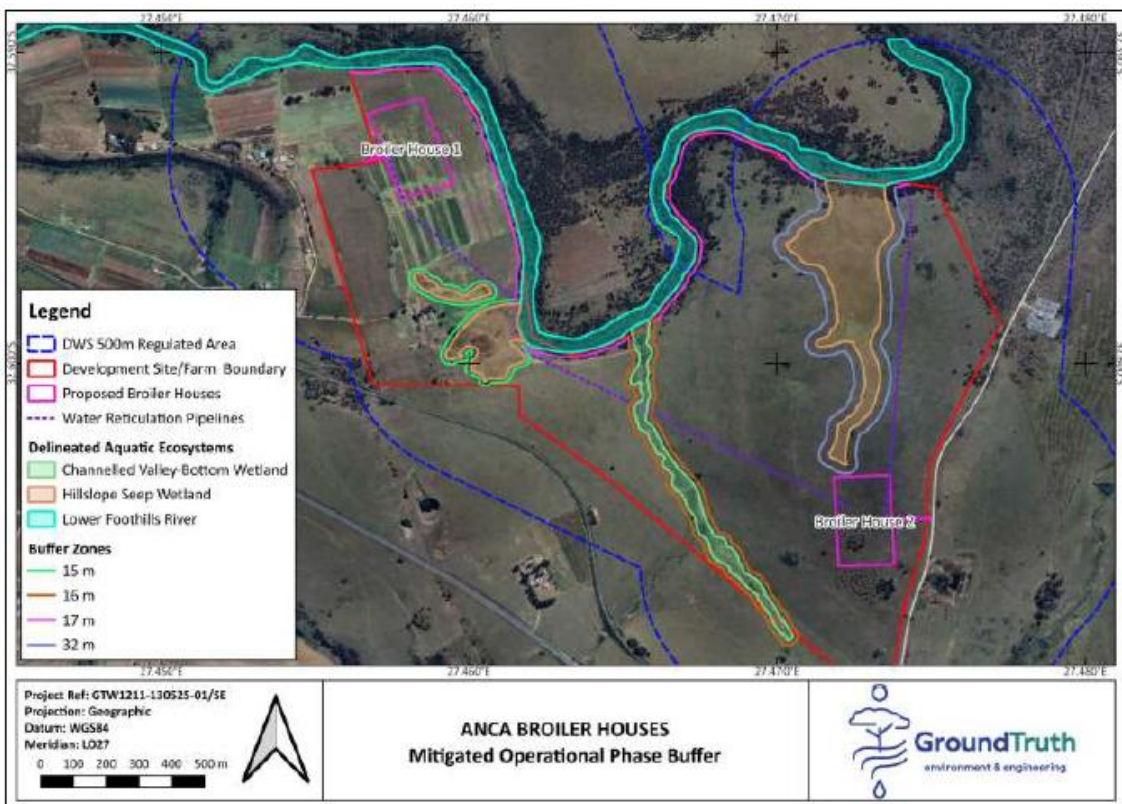 27.450°E 27.460°E 27.470°E 27.480°E
32.5925
32.6025
Broiler House 1
Broiler House 2
Legend
DWS 500m Regulated Area
Development Site/Farm Boundary
Proposed Broiler Houses
Water Reticulation Pipelines
Delineated Aquatic Ecosystems
Channelled Valley-Bottom Wetland
Hillslope Seep Wetland
Lower Foothills River
Buffer Zones
15 m
16 m
17 m
32 m
27.450°E 27.460°E 27.470°E 27.480°E
Project Ref: GTW1211-130525-01/SE
Projection: Geographic
Datum: WGS84
Meridian: LO27
0 100 200 300 400 500 m
ANCA BROILER HOUSES
Mitigated Operational Phase Buffer
GroundTruth
environment & engineering